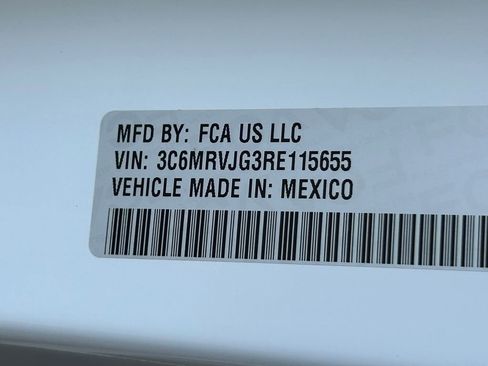 MFD BY: FCA US LLC
VIN: 3C6MRVJG3RE115655
VEHICLE MADE IN: MEXICO